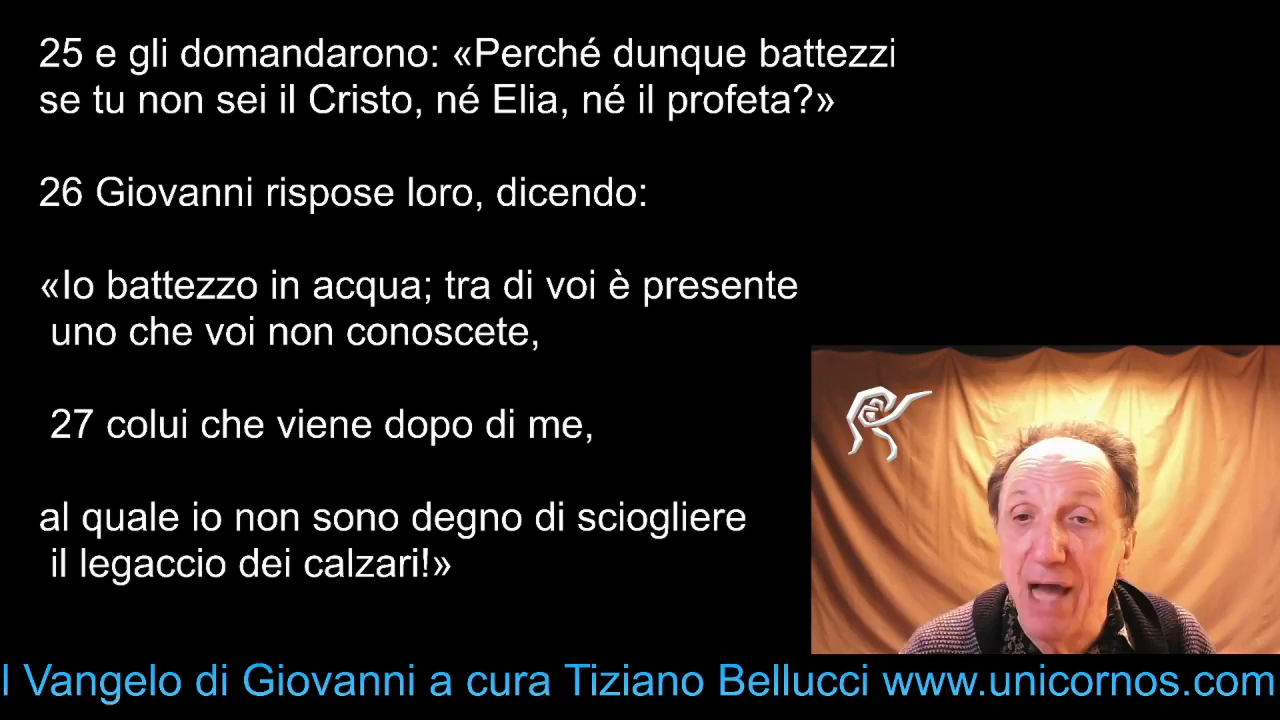 25 e gli domandarono: «Perché dunque battezzi
se tu non sei il Cristo, né Elia, né il profeta?»
26 Giovanni rispose loro, dicendo:
«Io battezzo in acqua; tra di voi è presente
uno che voi non conoscete,
27 colui che viene dopo di me,
al quale io non sono degno di sciogliere
il legaccio dei calzari!»
l Vangelo di Giovanni a cura Tiziano Bellucci www.unicornos.com